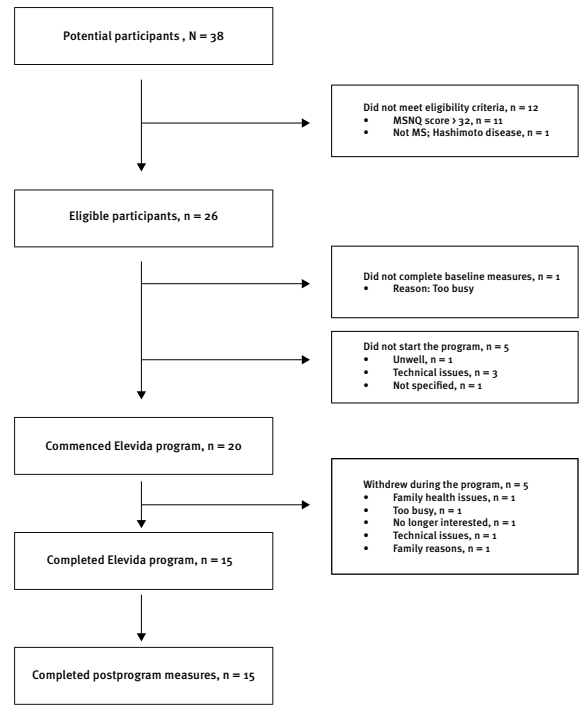 Potential participants , N = 38
Did not meet eligibility criteria, n = 12
• MSNQ score > 32, n = 11
• Not MS; Hashimoto disease, n = 1
Eligible participants, n = 26
Did not complete baseline measures, n = 1
• Reason: Too busy
Did not start the program, n = 5
• Unwell, n = 1
• Technical issues, n = 3
• Not specified, n = 1
Commenced Elevida program, n = 20
Withdrew during the program, n = 5
• Family health issues, n = 1
• Too busy, n = 1
• No longer interested, n = 1
• Technical issues, n = 1
• Family reasons, n = 1
Completed Elevida program, n = 15
Completed postprogram measures, n = 15